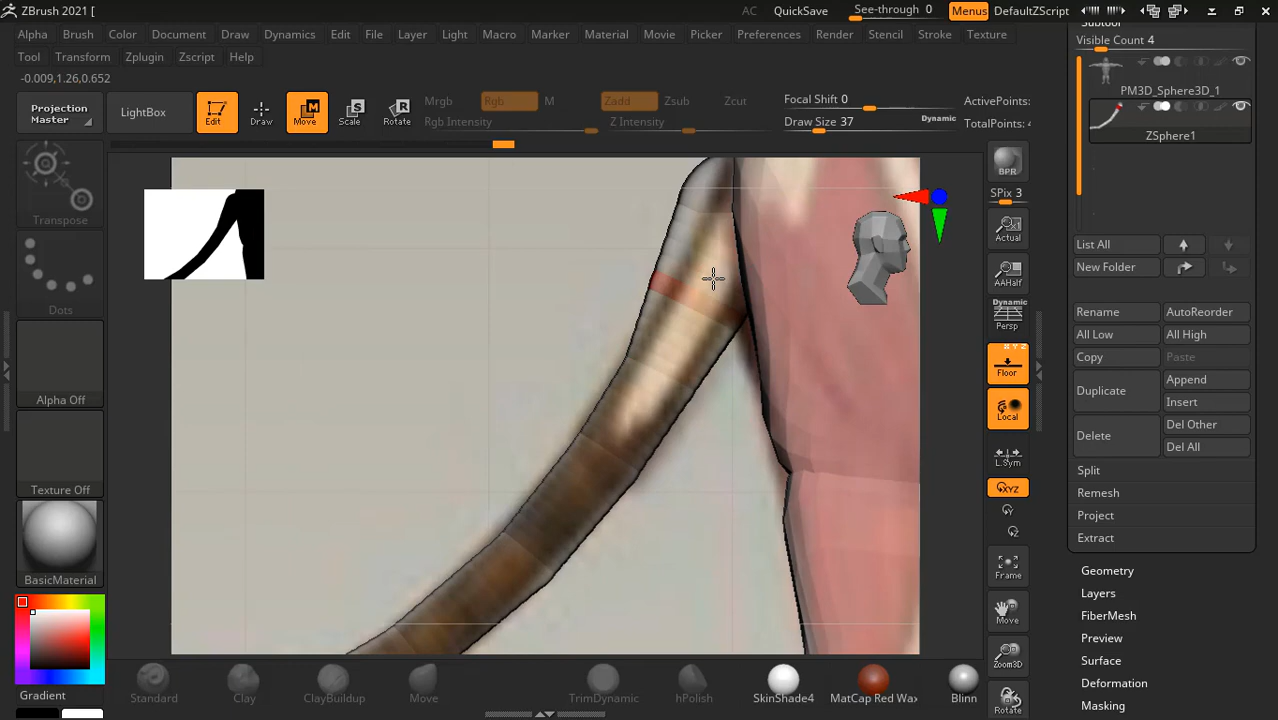 ZBrush 2021 [
AC QuickSave See-through 0 Menus DefaultZScript
Alpha Brush Color Document Draw Dynamics Edit File Layer Light Macro Marker Material Movie Picker Preferences Render Stencil Stroke Texture
Tool Transform Zplugin Zscript Help
-0.009,1.26,0.652
Projection Master LightBox Edit Draw Move Scale Rotate
Mrgb Rgb M Zadd Zsub Zcut
Rgb Intensity Z Intensity
Focal Shift 0
Draw Size 37 Dynamic
ActivePoints:
TotalPoints: 4
Transpose
Dots
Alpha Off
Texture Off
BasicMaterial
Gradient
BPR
SPix 3
Actual
AAHalf
Dynamic
Persp
X Y Z
Floor
Local
L.Sym
XYZ
Y
Z
Frame
Move
Zoom3D
Rotate
Subtool
Visible Count 4
PM3D_Sphere3D_1
ZSphere1
List All
New Folder
Rename AutoReorder
All Low All High
Copy Paste
Duplicate Append
Insert
Delete Del Other
Del All
Split
Remesh
Project
Extract
Geometry
Layers
FiberMesh
Preview
Surface
Deformation
Masking
Standard Clay ClayBuildup Move TrimDynamic hPolish SkinShade4 MatCap Red Wax Blinn